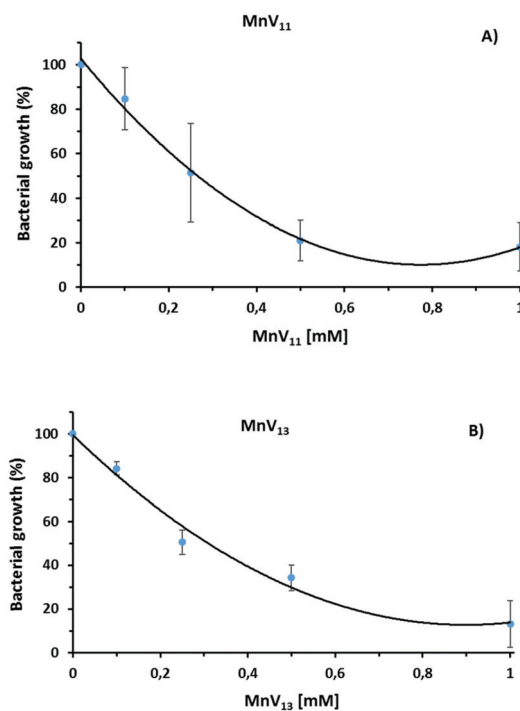 MnV₁₁
A)
Bacterial growth (%)
100
80
60
40
20
0
0 0,2 0,4 0,6 0,8 1
MnV₁₁ [mM]
MnV₁₃
B)
Bacterial growth (%)
100
80
60
40
20
0
0 0,2 0,4 0,6 0,8 1
MnV₁₃ [mM]